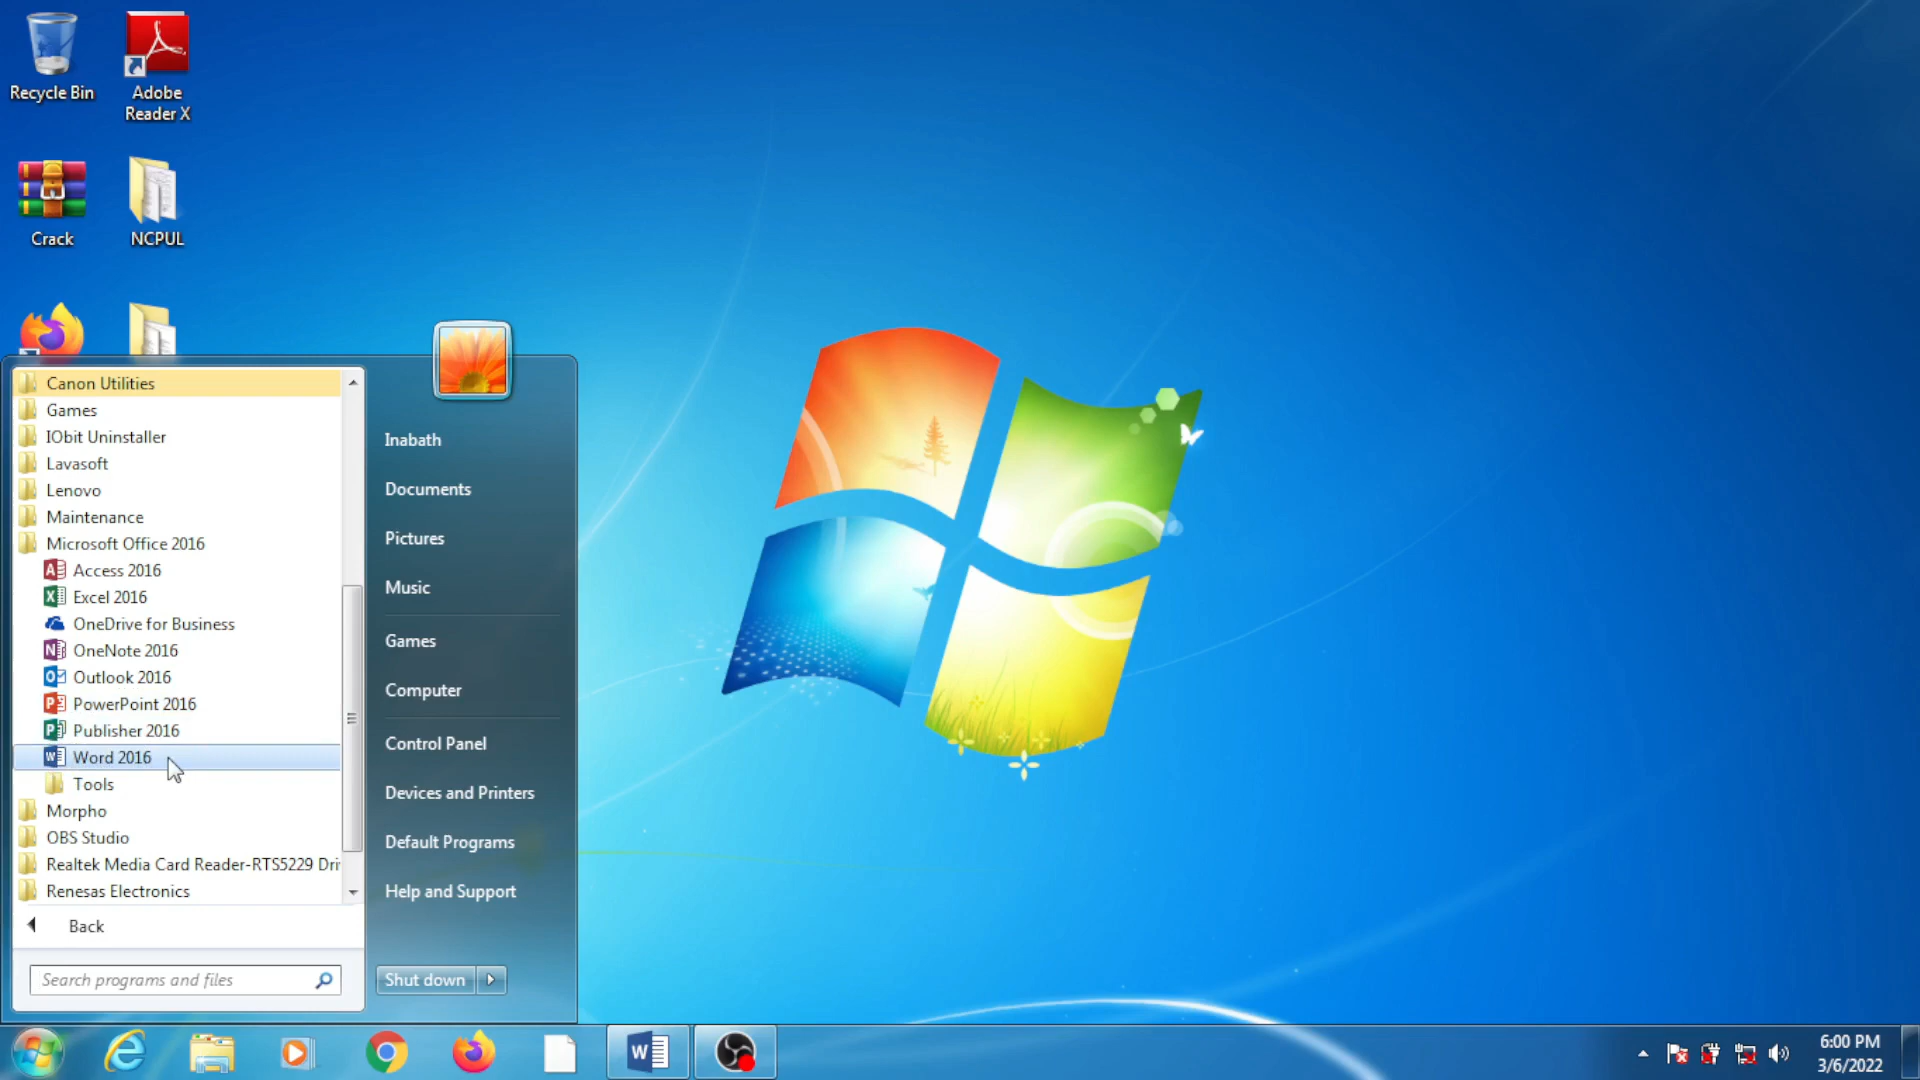 Recycle Bin
Adobe
Reader X
Crack
NCPUL
Canon Utilities
Games
IObit Uninstaller
Lavasoft
Lenovo
Maintenance
Microsoft Office 2016
Access 2016
Excel 2016
OneDrive for Business
OneNote 2016
Outlook 2016
PowerPoint 2016
Publisher 2016
Word 2016
Tools
Morpho
OBS Studio
Realtek Media Card Reader-RTS5229 Dri
Renesas Electronics
Back
Search programs and files
Inabath
Documents
Pictures
Music
Games
Computer
Control Panel
Devices and Printers
Default Programs
Help and Support
Shut down
6:00 PM
3/6/2022